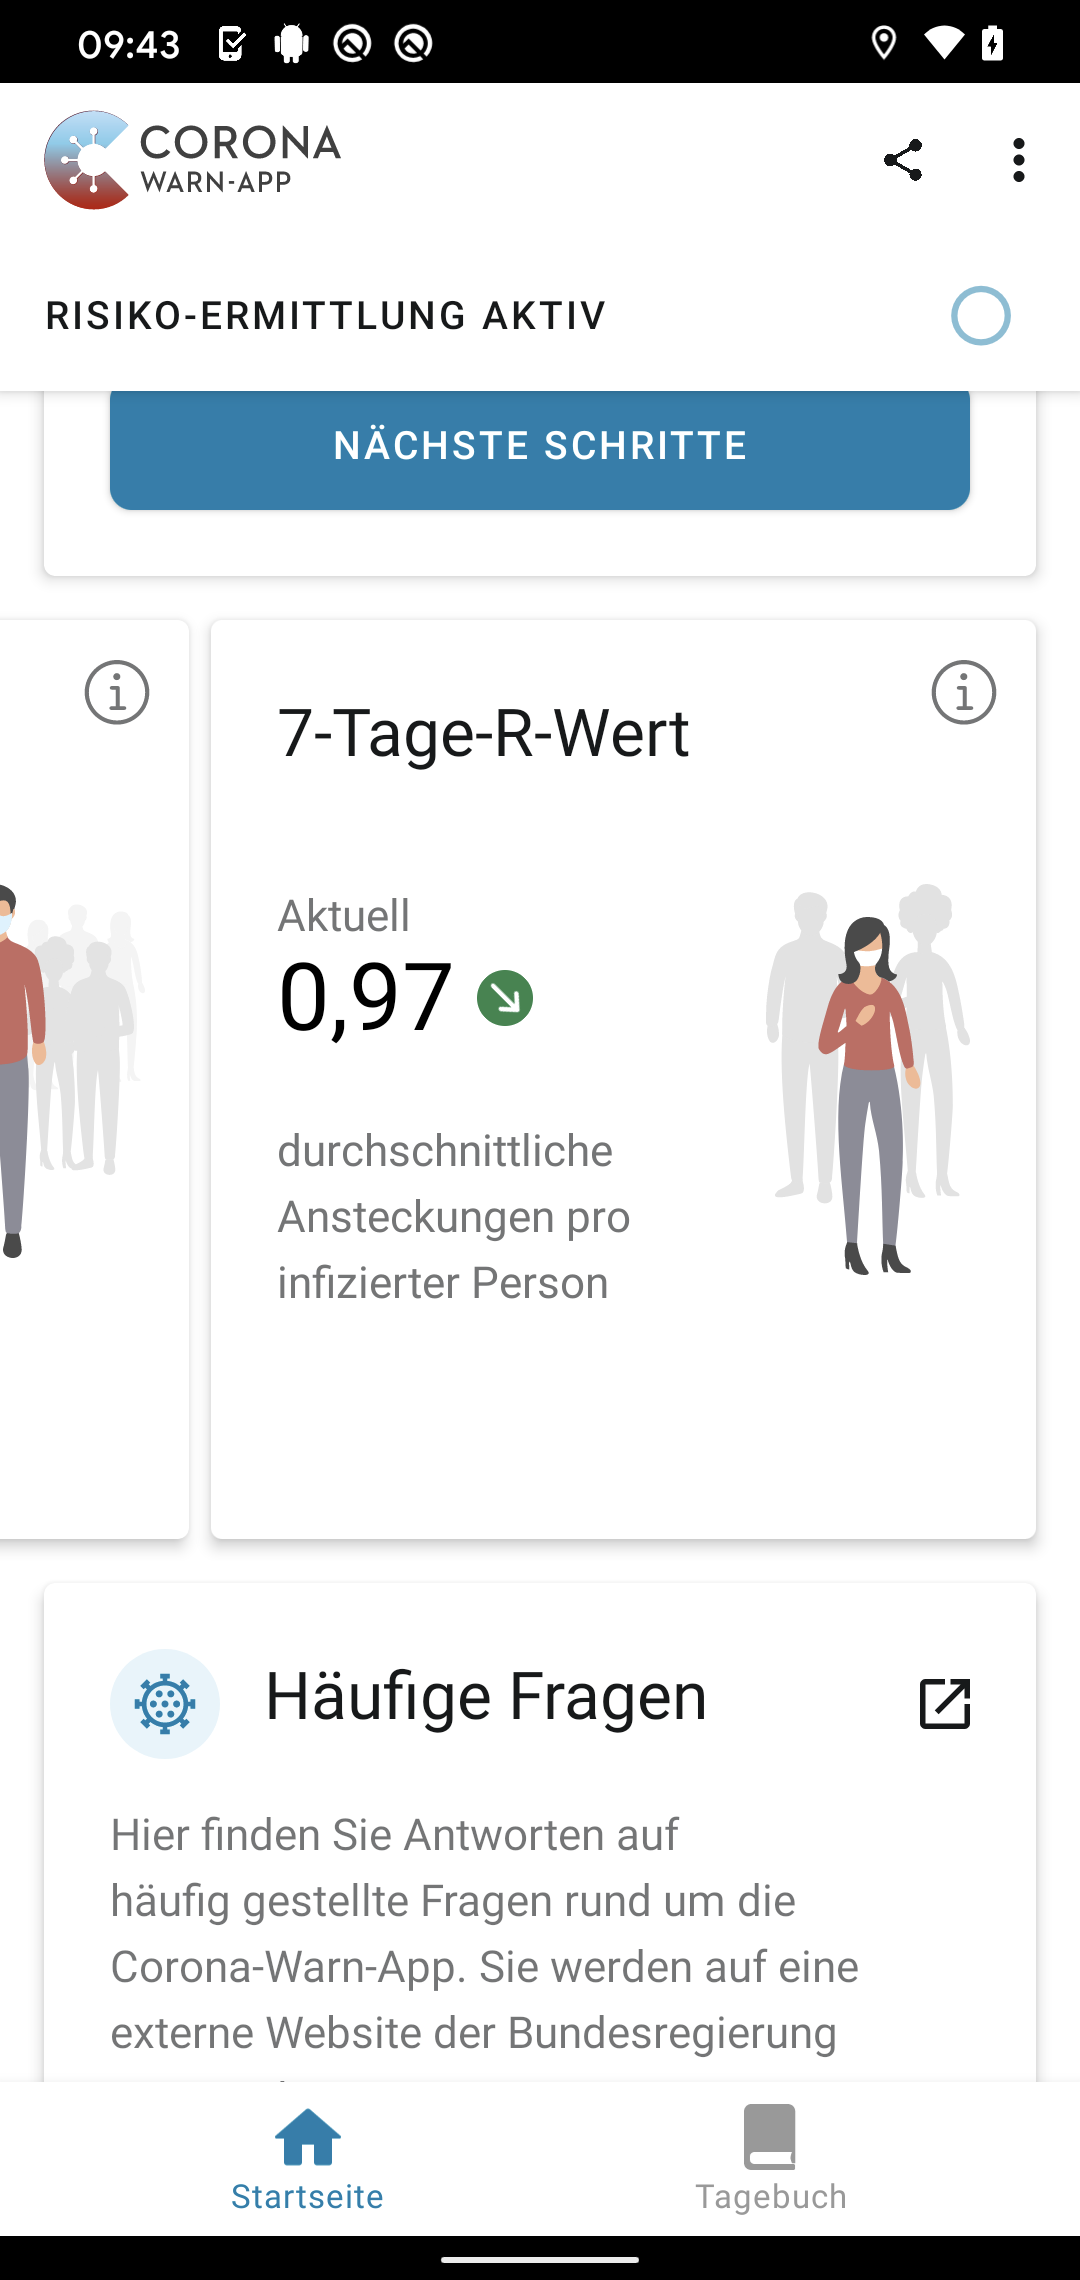 09:43
CORONA
WARN-APP
RISIKO-ERMITTLUNG AKTIV
NÄCHSTE SCHRITTE
7-Tage-R-Wert
Aktuell
0,97
durchschnittliche
Ansteckungen pro
infizierter Person
Häufige Fragen
Hier finden Sie Antworten auf
häufig gestellte Fragen rund um die
Corona-Warn-App. Sie werden auf eine
externe Website der Bundesregierung
Startseite
Tagebuch